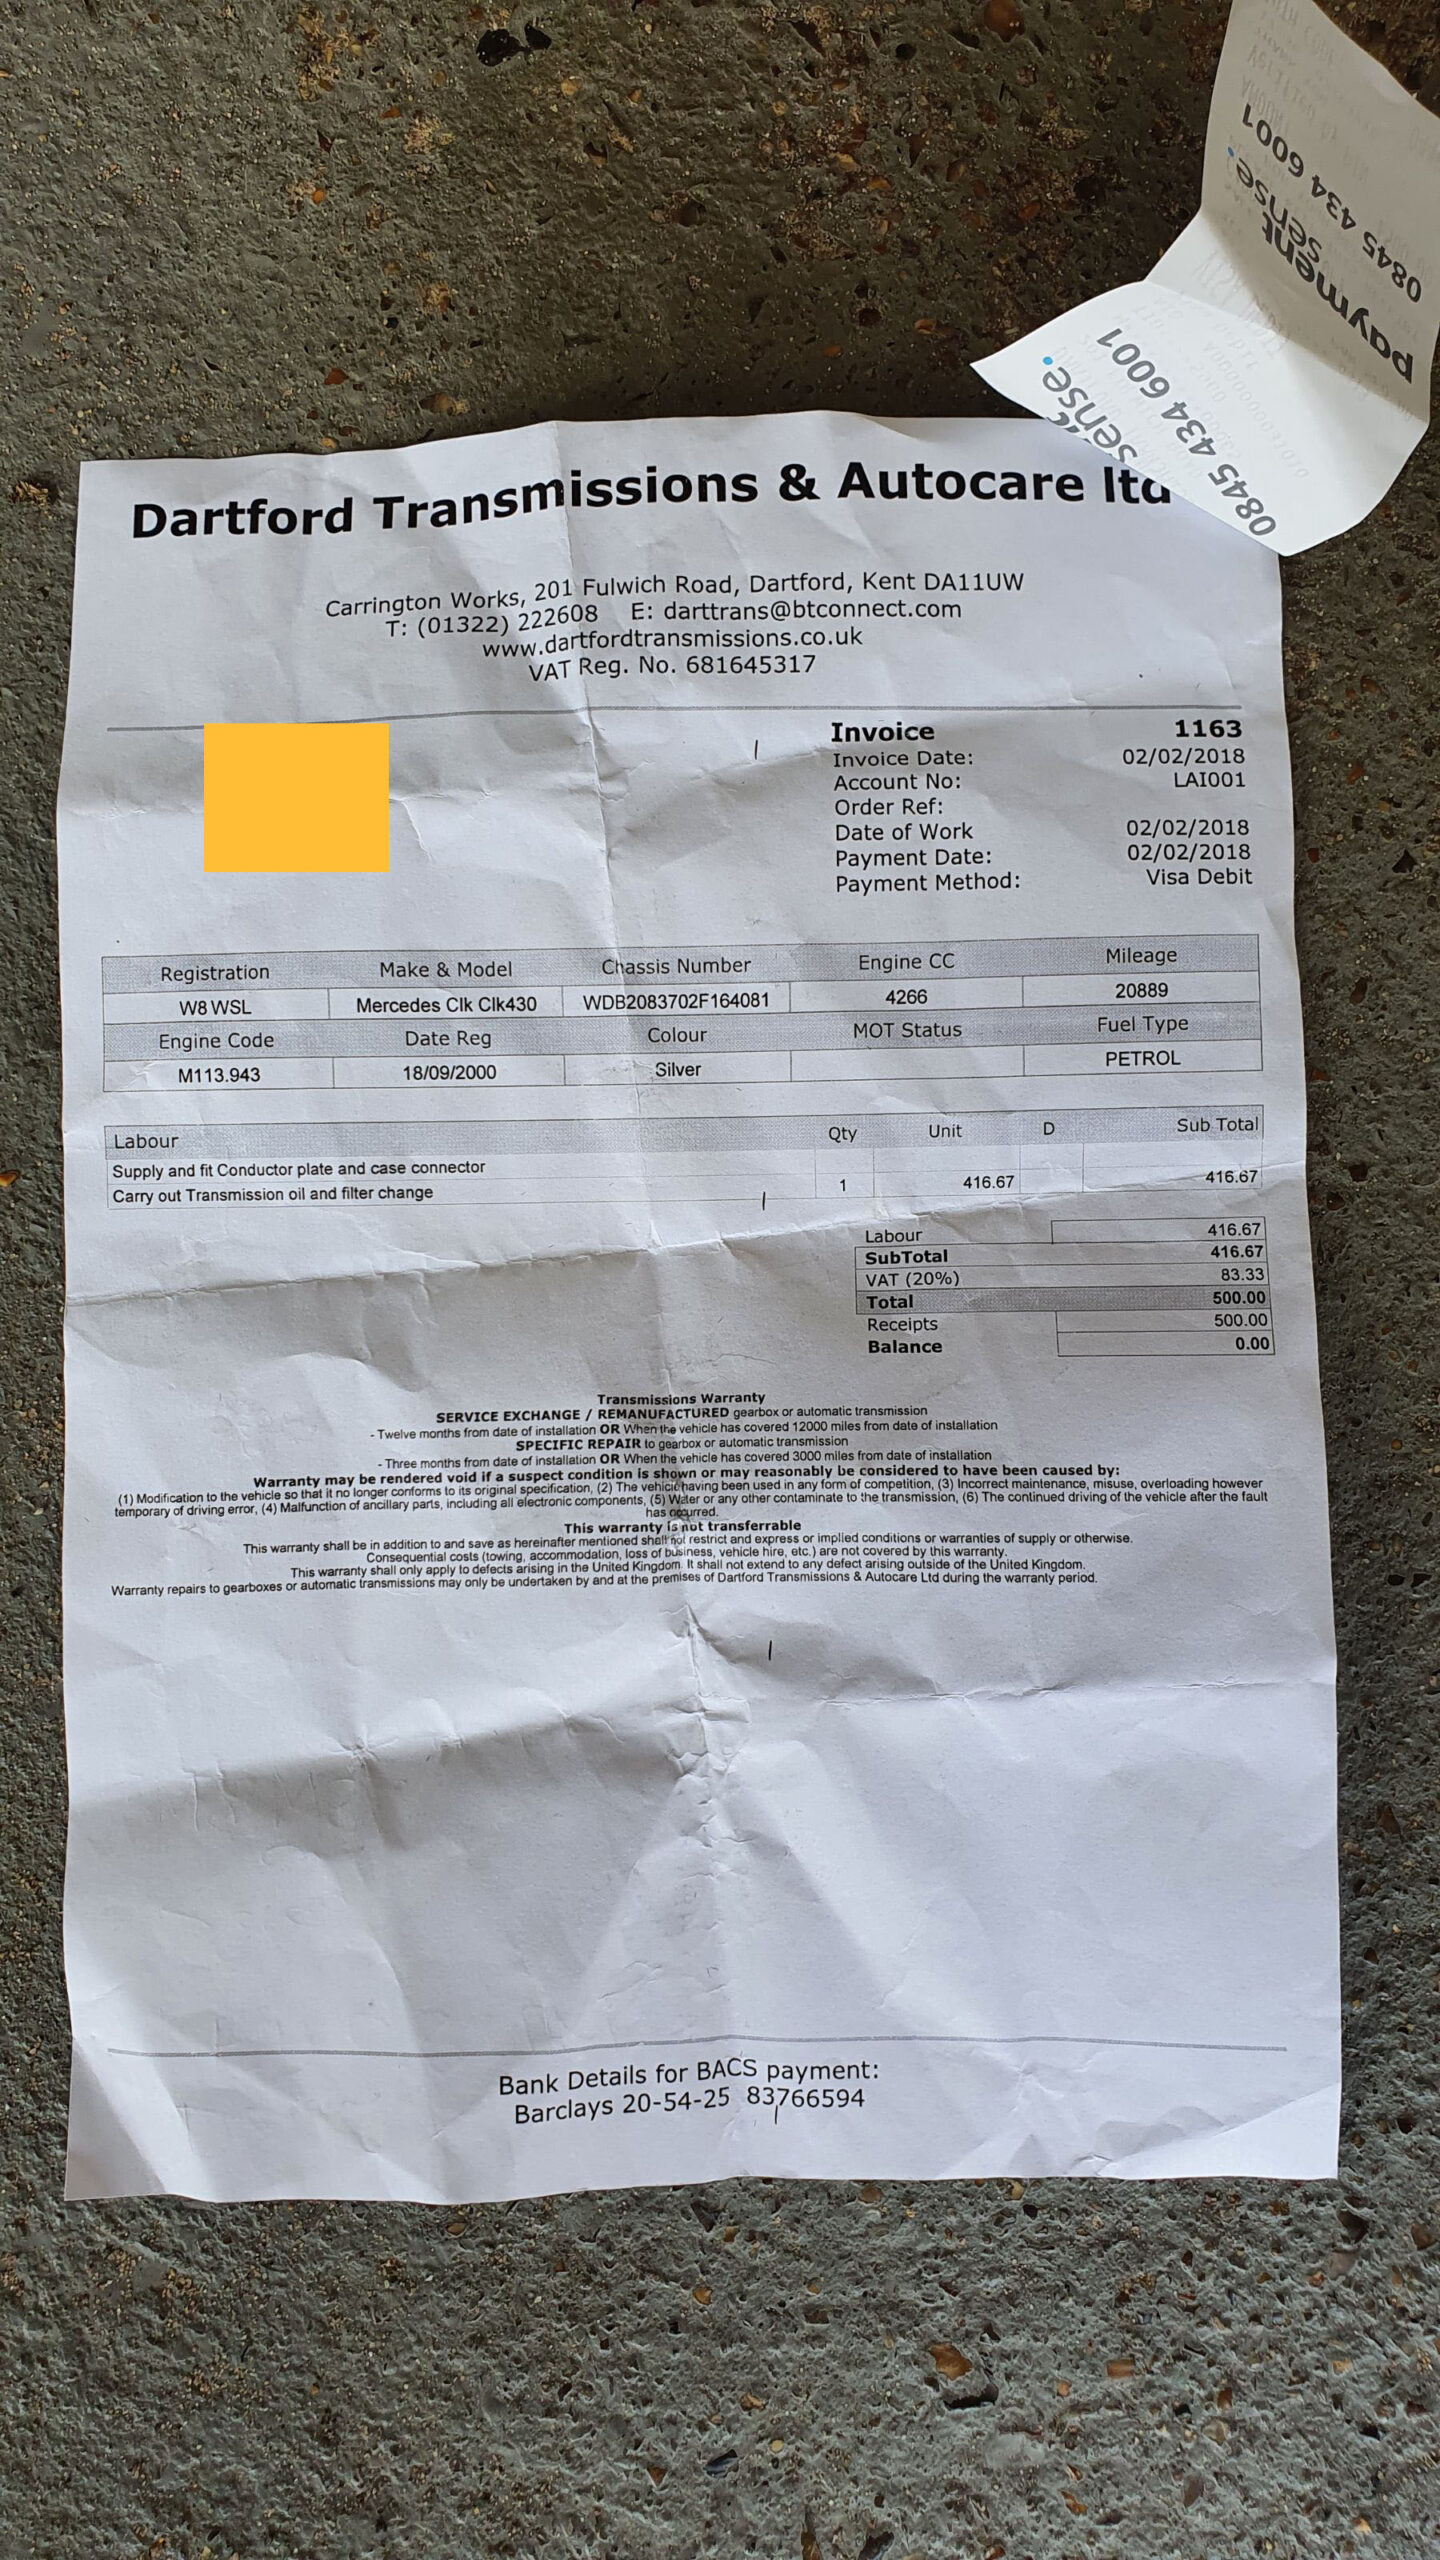 Dartford Transmissions & Autocare ltd
Carrington Works, 201 Fulwich Road, Dartford, Kent DA11UW
T: (01322) 222608 E: darttrans@btconnect.com
www.dartfordtransmissions.co.uk
VAT Reg. No. 681645317
Invoice 1163
Invoice Date: 02/02/2018
Account No: LAI001
Order Ref:
Date of Work 02/02/2018
Payment Date: 02/02/2018
Payment Method: Visa Debit
Registration Make & Model Chassis Number Engine CC Mileage
W8 WSL Mercedes Clk Clk430 WDB2083702F164081 4266 20889
Engine Code Date Reg Colour MOT Status Fuel Type
M113.943 18/09/2000 Silver PETROL
Labour Qty Unit D Sub Total
Supply and fit Conductor plate and case connector
Carry out Transmission oil and filter change 1 416.67 416.67
Labour 416.67
SubTotal 416.67
VAT (20%) 83.33
Total 500.00
Receipts 500.00
Balance 0.00
Transmissions Warranty
SERVICE EXCHANGE / REMANUFACTURED gearbox or automatic transmission
- Twelve months from date of installation OR When the vehicle has covered 12000 miles from date of installation
SPECIFIC REPAIR to gearbox or automatic transmission
- Three months from date of installation OR When the vehicle has covered 3000 miles from date of installation
Warranty may be rendered void if a suspect condition is shown or may reasonably be considered to have been caused by:
(1) Modification to the vehicle so that it no longer conforms to its original specification, (2) The vehicle having been used in any form of competition, (3) Incorrect maintenance, misuse, overloading however
temporary of driving error, (4) Malfunction of ancillary parts, including all electronic components, (5) Water or any other contaminate to the transmission, (6) The continued driving of the vehicle after the fault
has occurred.
This warranty is not transferrable
This warranty shall be in addition to and save as hereinafter mentioned shall not restrict and express or implied conditions or warranties of supply or otherwise.
Consequential costs (towing, accommodation, loss of business, vehicle hire, etc.) are not covered by this warranty.
This warranty shall only apply to defects arising in the United Kingdom. It shall not extend to any defect arising outside of the United Kingdom.
Warranty repairs to gearboxes or automatic transmissions may only be undertaken by and at the premises of Dartford Transmissions & Autocare Ltd during the warranty period.
Bank Details for BACS payment:
Barclays 20-54-25 83766594
payment
sense.
0845 434 6001
sense.
0845 434 6001